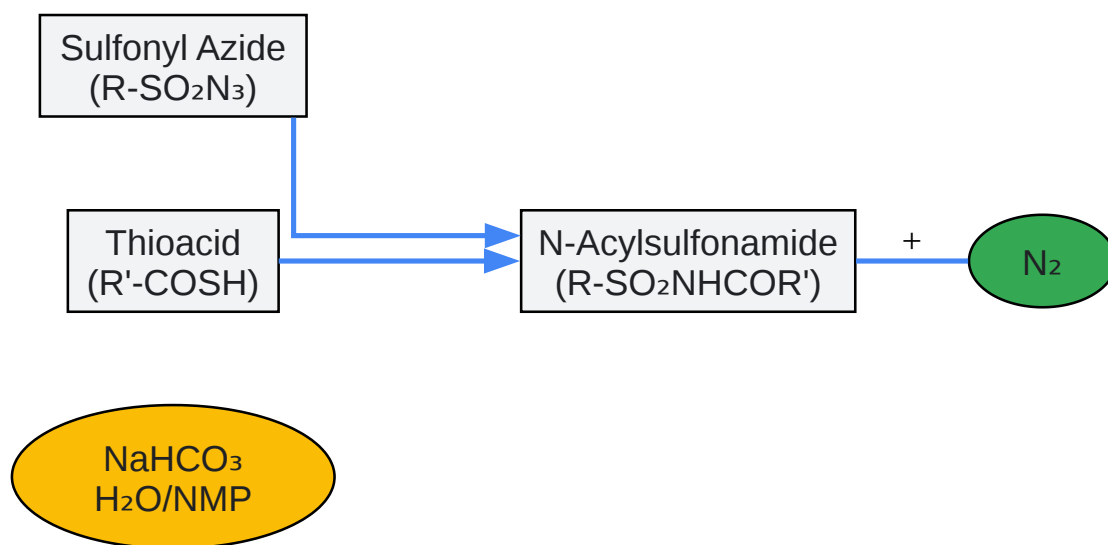 Sulfonyl Azide
(R-SO₂N₃)
Thioacid
(R'-COSH)
N-Acylsulfonamide
(R-SO₂NHCOR')
+
N₂
NaHCO₃
H₂O/NMP